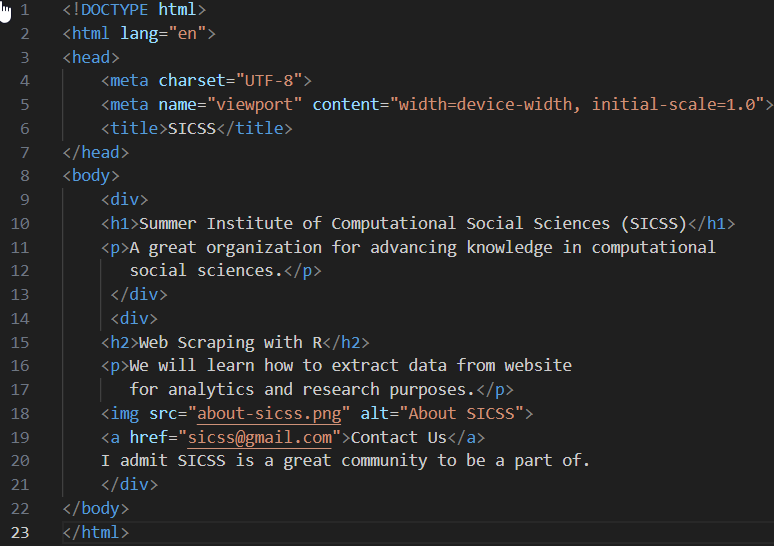 1 <!DOCTYPE html>
2 <html lang="en">
3 <head>
4     <meta charset="UTF-8">
5     <meta name="viewport" content="width=device-width, initial-scale=1.0">
6     <title>SICSS</title>
7 </head>
8 <body>
9     <div>
10     <h1>Summer Institute of Computational Social Sciences (SICSS)</h1>
11     <p>A great organization for advancing knowledge in computational
12        social sciences.</p>
13      </div>
14      <div>
15     <h2>Web Scraping with R</h2>
16     <p>We will learn how to extract data from website
17        for analytics and research purposes.</p>
18     <img src="about-sicss.png" alt="About SICSS">
19     <a href="sicss@gmail.com">Contact Us</a>
20     I admit SICSS is a great community to be a part of.
21     </div>
22 </body>
23 </html>